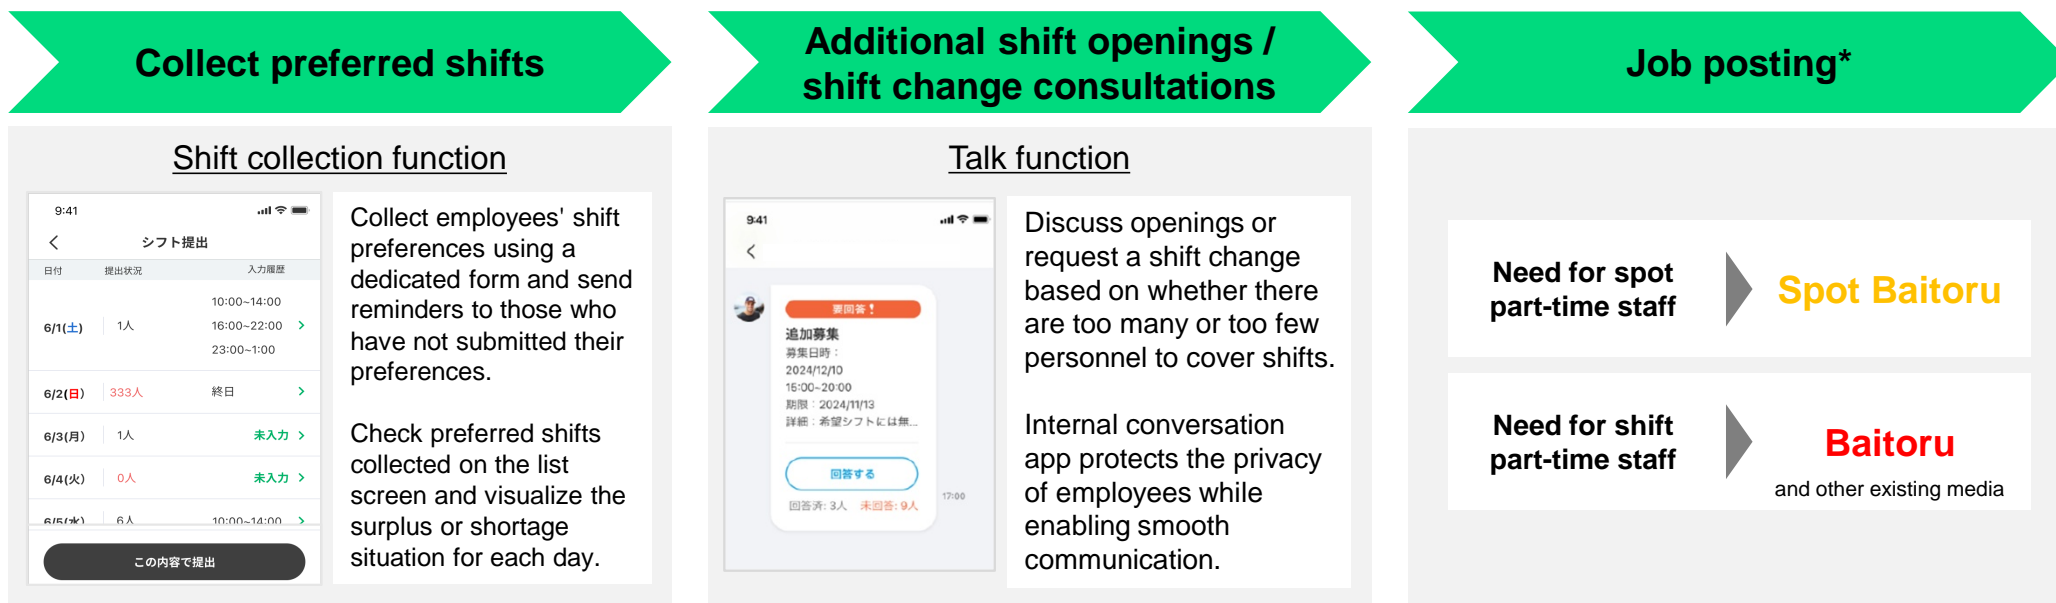 Collect preferred shifts
Additional shift openings /
shift change consultations
Job posting*
Shift collection function
9:41
シフト提出
日付 提出状況 入力履歴
10:00~14:00
6/1(土) 1人 16:00~22:00
23:00~1:00
6/2(日) 333人 終日
6/3(月) 1人 未入力
6/4(火) 0人 未入力
6/5(水) 6人 10:00~14:00
この内容で提出
Collect employees' shift
preferences using a
dedicated form and send
reminders to those who
have not submitted their
preferences.
Check preferred shifts
collected on the list
screen and visualize the
surplus or shortage
situation for each day.
Talk function
9:41
要回答！
追加募集
募集日時：
2024/12/10
15:00~20:00
期限：2024/11/13
詳細：希望シフトには無...
回答する
回答済: 3人 未回答: 9人
17:00
Discuss openings or
request a shift change
based on whether there
are too many or too few
personnel to cover shifts.
Internal conversation
app protects the privacy
of employees while
enabling smooth
communication.
Need for spot
part-time staff
Spot Baitoru
Need for shift
part-time staff
Baitoru
and other existing media